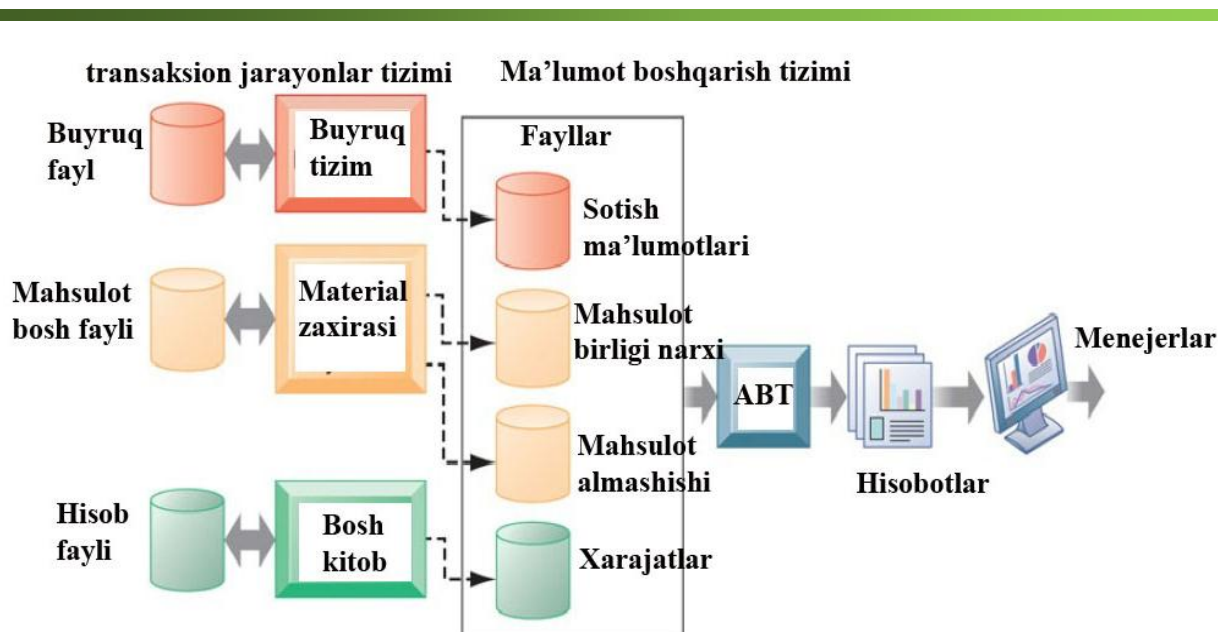 transaksion jarayonlar tizimi
Ma’lumot boshqarish tizimi
Buyruq
fayl
Buyruq
tizim
Fayllar
Sotish
ma’lumotlari
Mahsulot
bosh fayli
Material
zaxirasi
Mahsulot
birligi narxi
Mahsulot
almashishi
ABT
Hisobotlar
Menejerlar
Hisob
fayli
Bosh
kitob
Xarajatlar